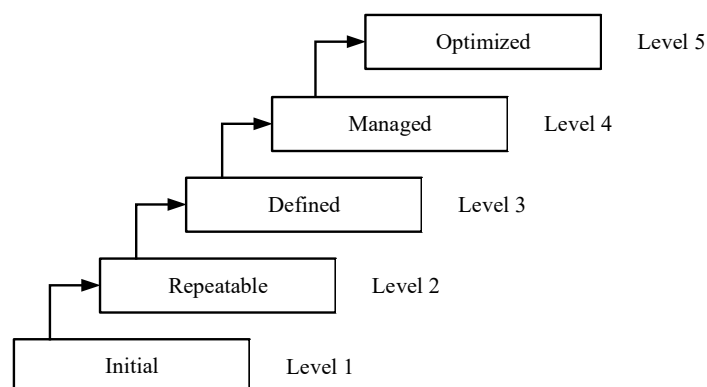 Optimized Level 5
Managed Level 4
Defined Level 3
Repeatable Level 2
Initial Level 1